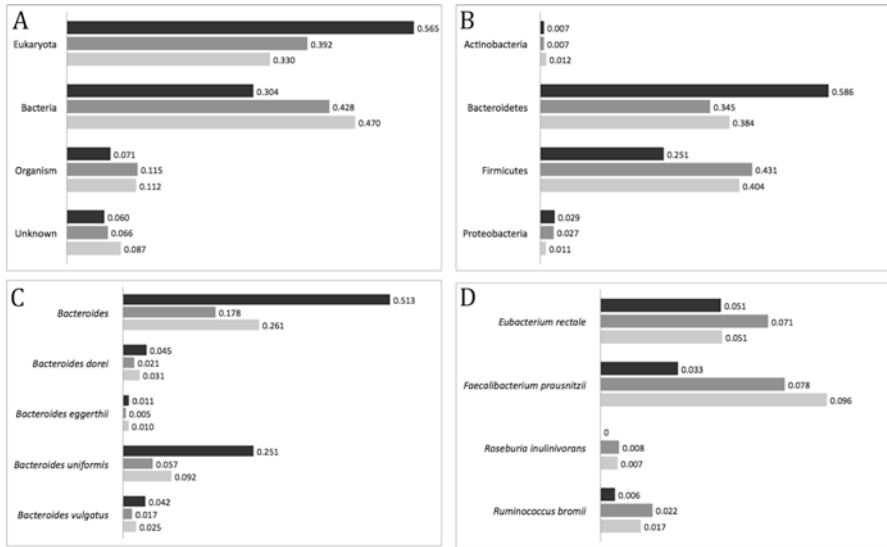 A
Eukaryota
0.565
0.392
0.330
Bacteria
0.304
0.428
0.470
Organism
0.071
0.115
0.112
Unknown
0.060
0.066
0.087
B
Actinobacteria
0.007
0.007
0.012
Bacteroidetes
0.586
0.345
0.384
Firmicutes
0.251
0.431
0.404
Proteobacteria
0.029
0.027
0.011
C
Bacteroides
0.513
0.178
0.261
Bacteroides dorei
0.045
0.021
0.031
Bacteroides eggerthii
0.011
0.005
0.010
Bacteroides uniformis
0.251
0.057
0.092
Bacteroides vulgatus
0.042
0.017
0.025
D
Eubacterium rectale
0.051
0.071
0.051
Faecalibacterium prausnitzii
0.033
0.078
0.096
Roseburia inulinivorans
0
0.008
0.007
Ruminococcus bromii
0.006
0.022
0.017